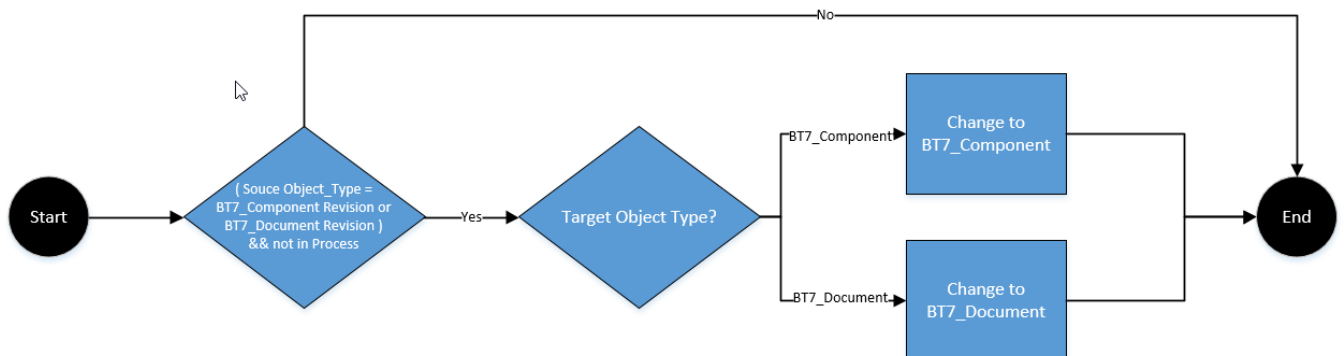 No
Start
( Souce Object_Type =
BT7_Component Revision or
BT7_Document Revision )
&& not in Process
Yes
Target Object Type?
BT7_Component
Change to
BT7_Component
BT7_Document
Change to
BT7_Document
End